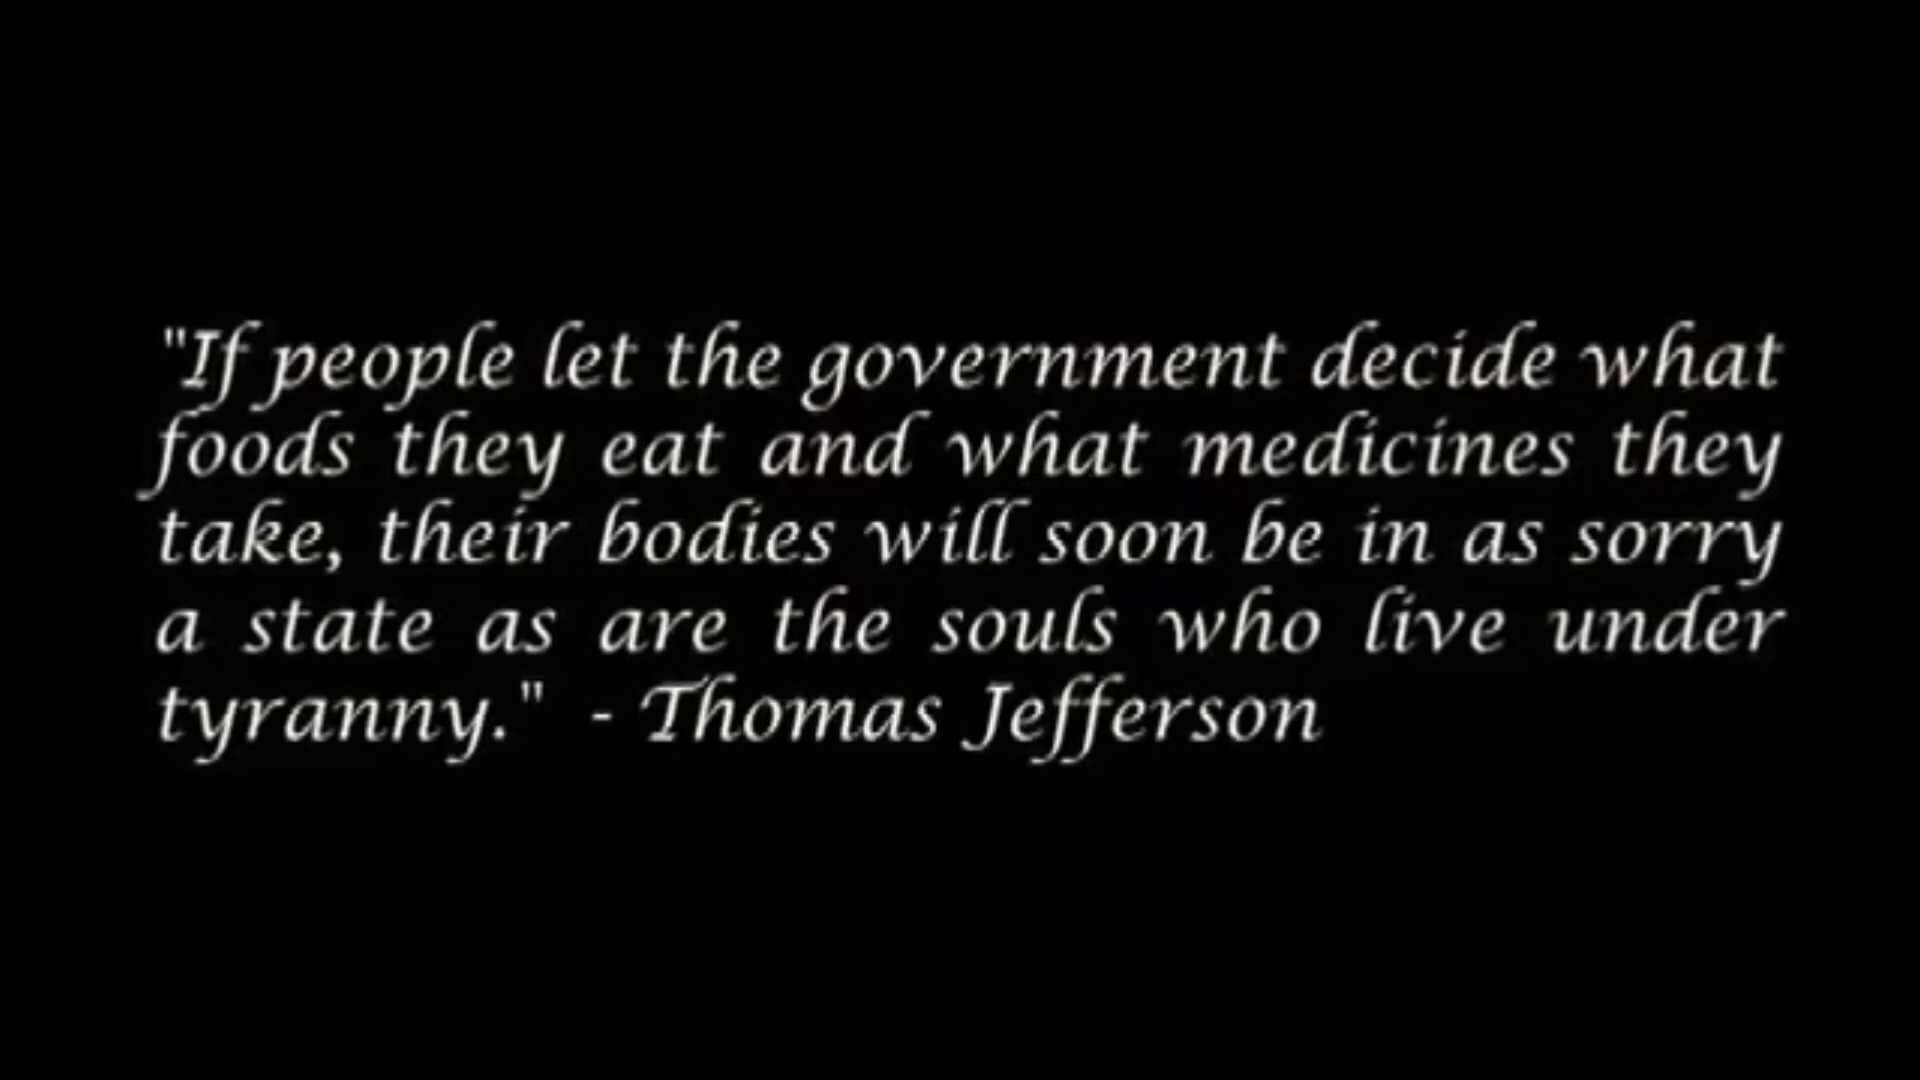 "If people let the government decide what
foods they eat and what medicines they
take, their bodies will soon be in as sorry
a state as are the souls who live under
tyranny." - Thomas Jefferson